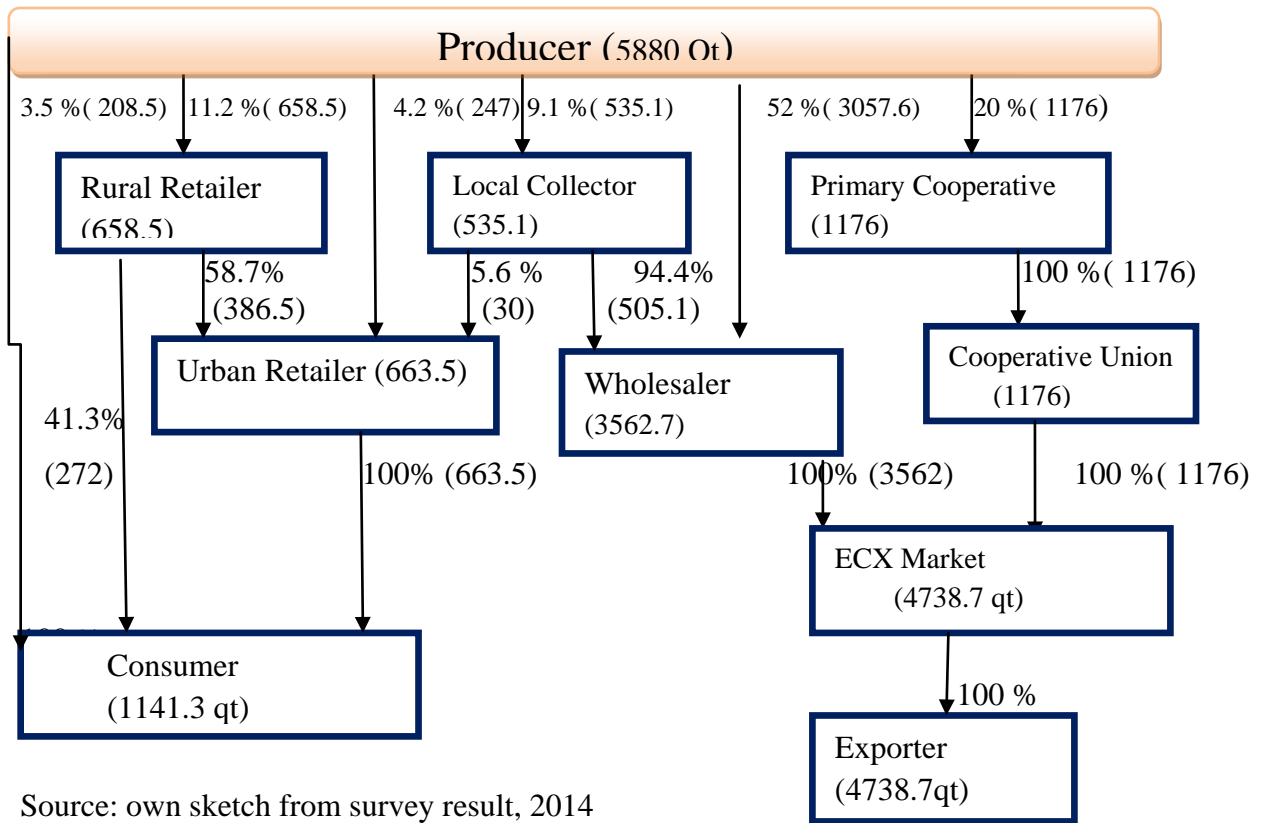 Producer (5880 Qt)
3.5 %( 208.5) 11.2 %( 658.5) 4.2 %( 247) 9.1 %( 535.1) 52 %( 3057.6) 20 %( 1176)
Rural Retailer
(658.5)
Local Collector
(535.1)
Primary Cooperative
(1176)
58.7%
(386.5)
5.6 %
(30)
94.4%
(505.1)
100 %( 1176)
Urban Retailer (663.5)
Wholesaler
(3562.7)
Cooperative Union
(1176)
41.3%
(272)
100% (663.5)
100% (3562)
100 %( 1176)
ECX Market
(4738.7 qt)
Consumer
(1141.3 qt)
100 %
Exporter
(4738.7qt)
Source: own sketch from survey result, 2014